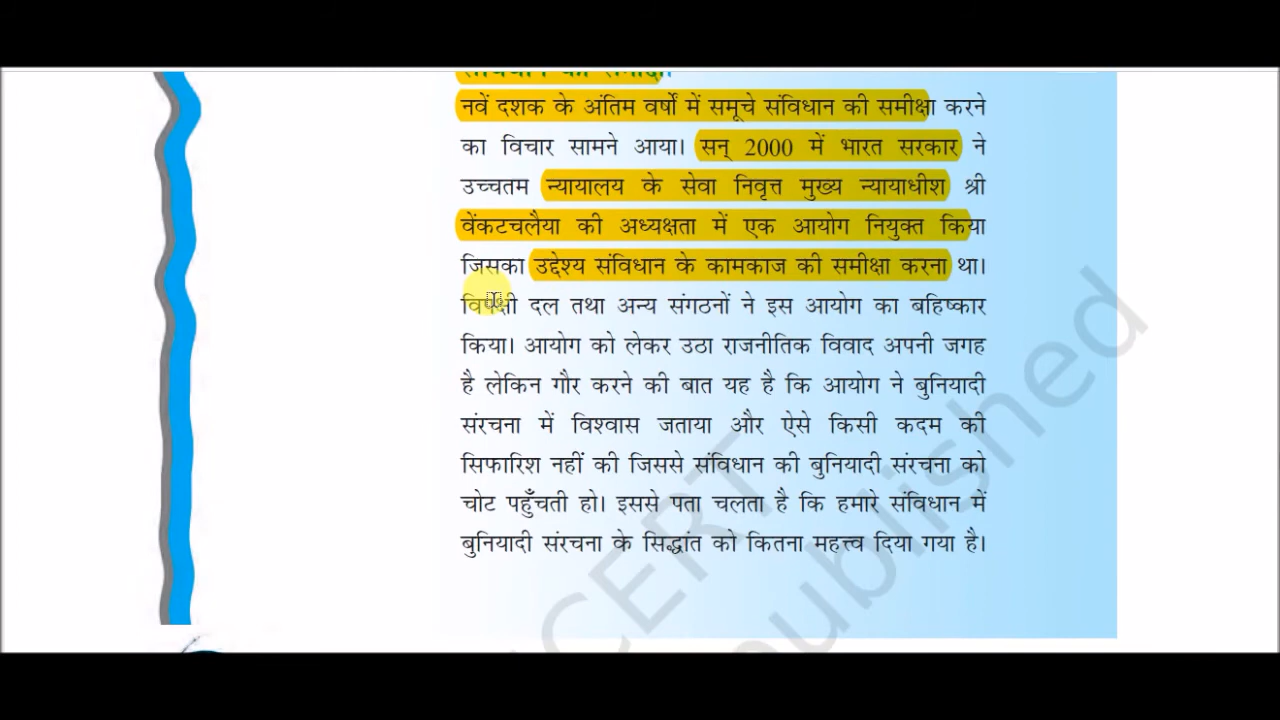 संविधान की समीक्षा
नवें दशक के अंतिम वर्षों में समूचे संविधान की समीक्षा करने
का विचार सामने आया। सन् 2000 में भारत सरकार ने
उच्चतम न्यायालय के सेवा निवृत्त मुख्य न्यायाधीश श्री
वेंकटचलैया की अध्यक्षता में एक आयोग नियुक्त किया
जिसका उद्देश्य संविधान के कामकाज की समीक्षा करना था।
विपक्षी दल तथा अन्य संगठनों ने इस आयोग का बहिष्कार
किया। आयोग को लेकर उठा राजनीतिक विवाद अपनी जगह
है लेकिन गौर करने की बात यह है कि आयोग ने बुनियादी
संरचना में विश्वास जताया और ऐसे किसी कदम की
सिफारिश नहीं की जिससे संविधान की बुनियादी संरचना को
चोट पहुँचती हो। इससे पता चलता है कि हमारे संविधान में
बुनियादी संरचना के सिद्धांत को कितना महत्त्व दिया गया है।